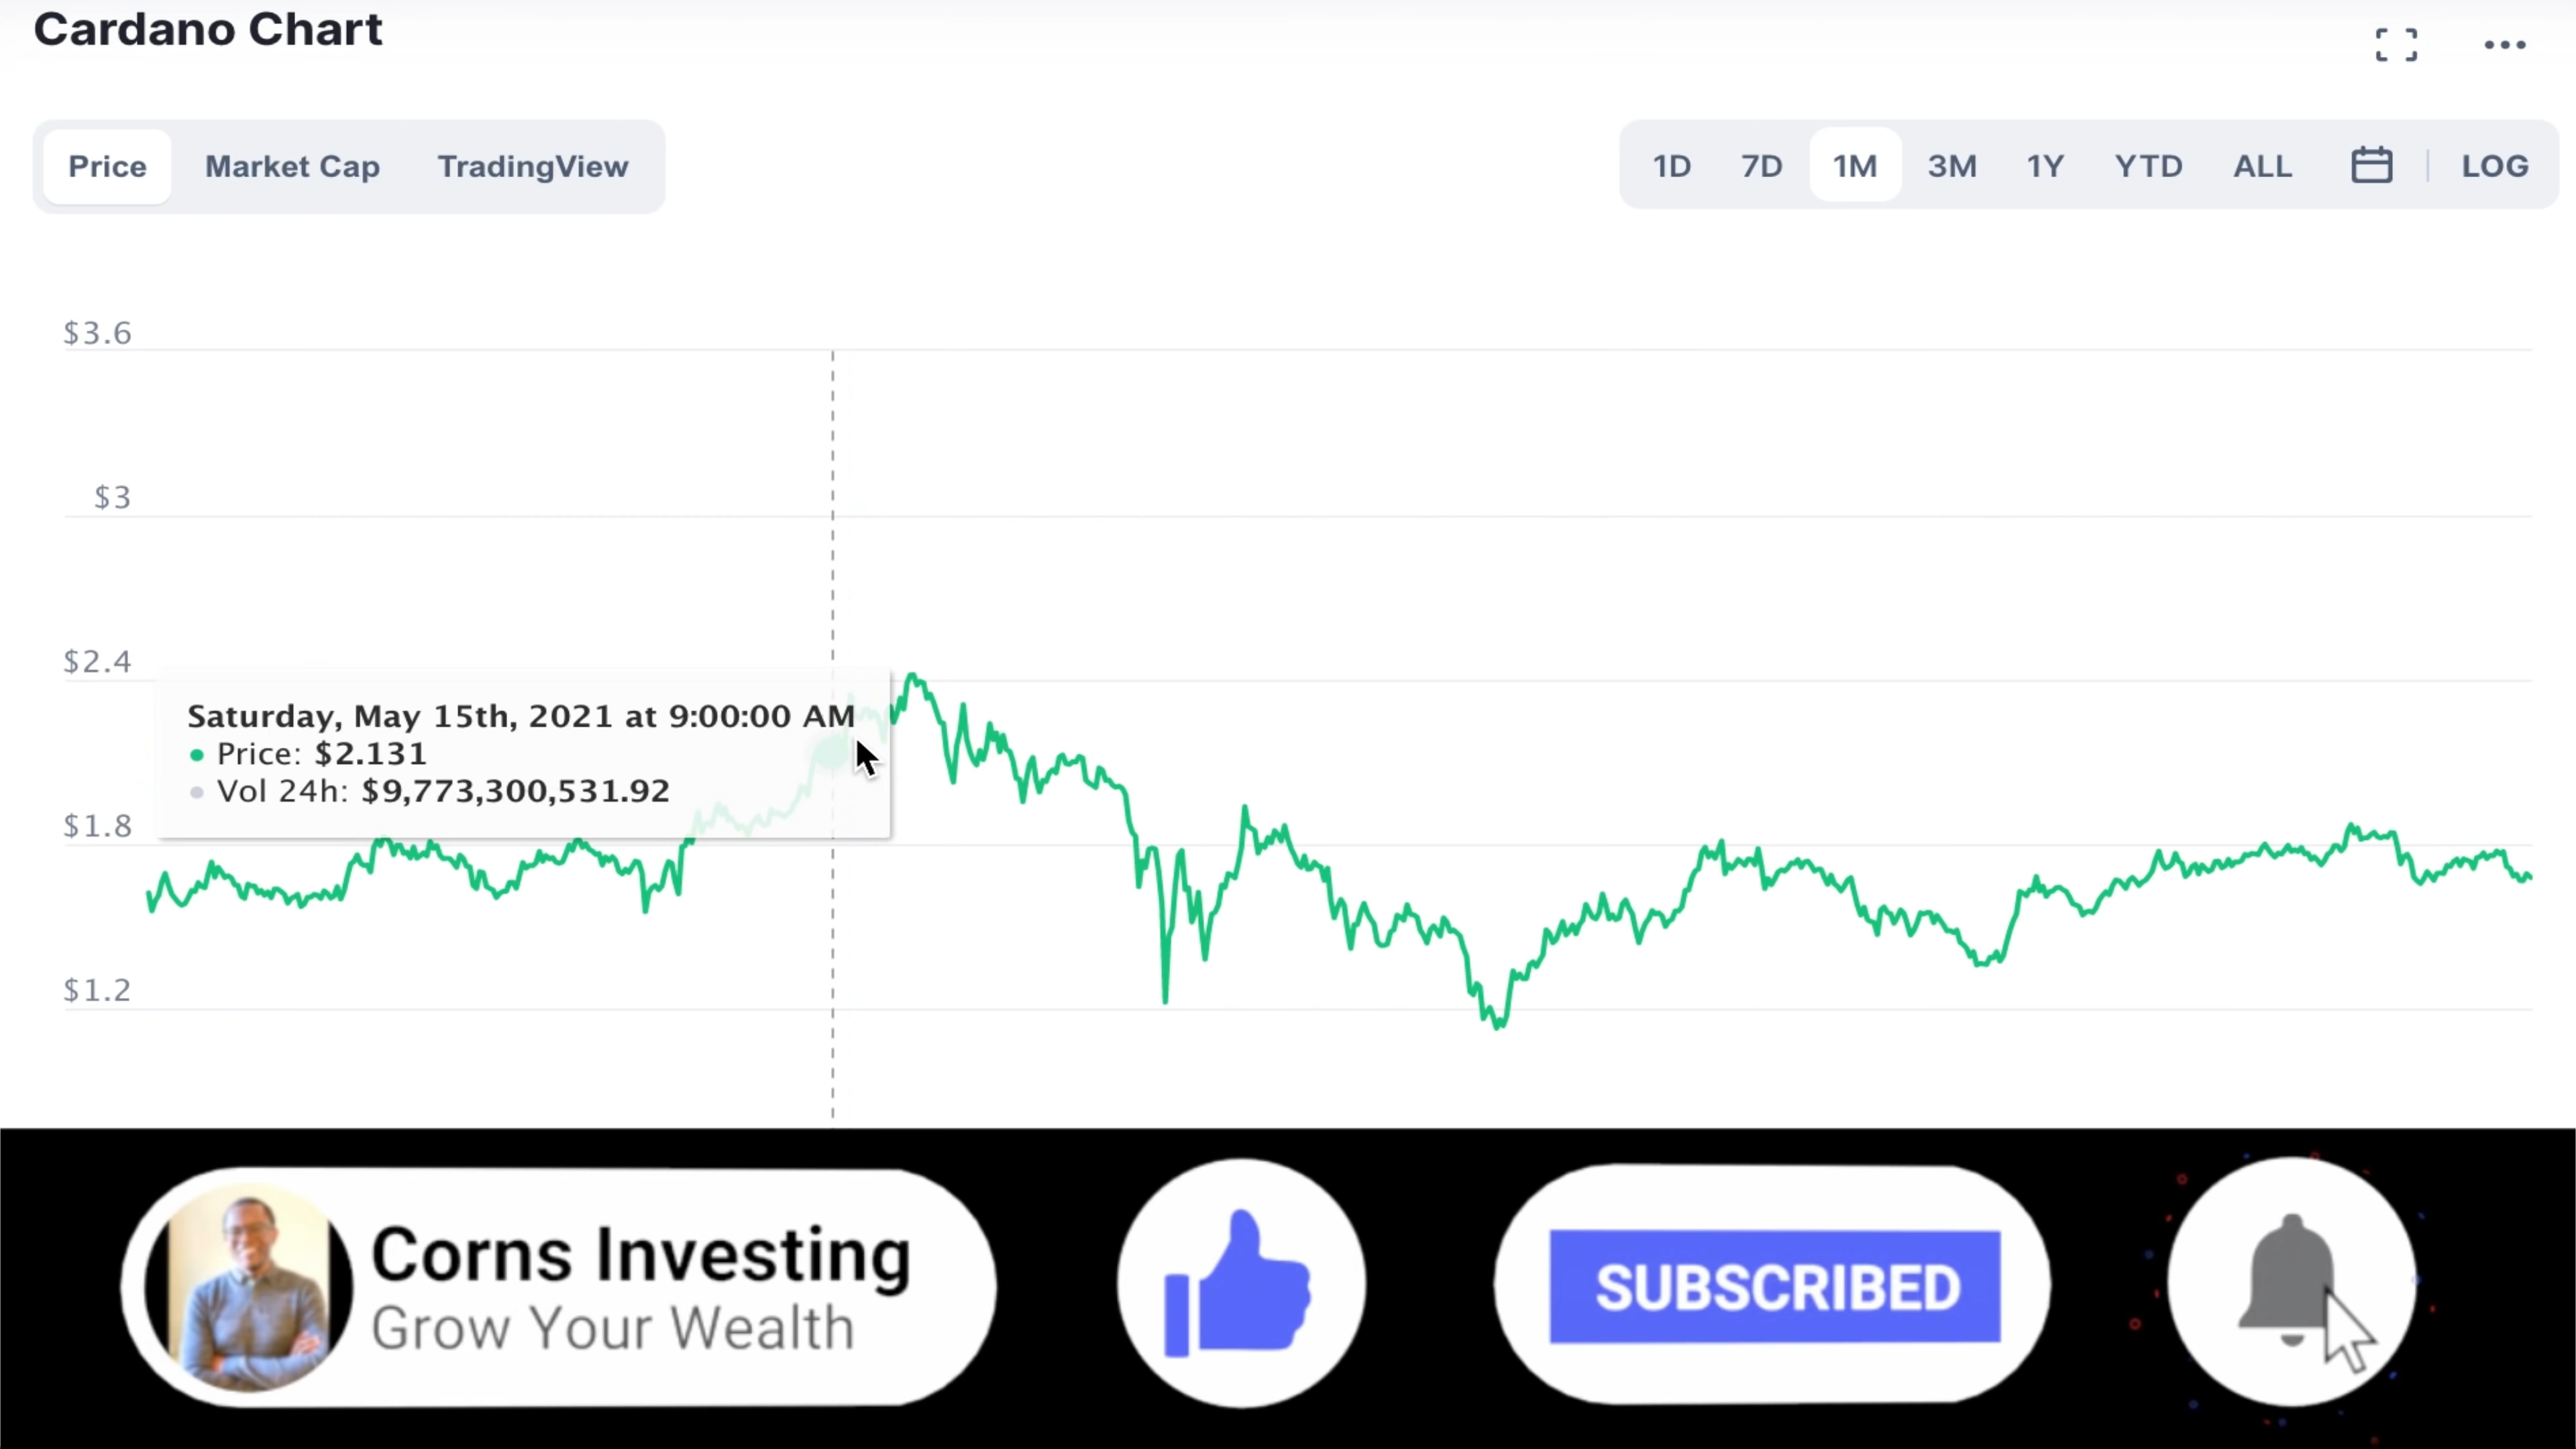 Cardano Chart
Price Market Cap TradingView
1D 7D 1M 3M 1Y YTD ALL LOG
$3.6
$3
$2.4
Saturday, May 15th, 2021 at 9:00:00 AM
Price: $2.131
Vol 24h: $9,773,300,531.92
$1.8
$1.2
Corns Investing
Grow Your Wealth
SUBSCRIBED